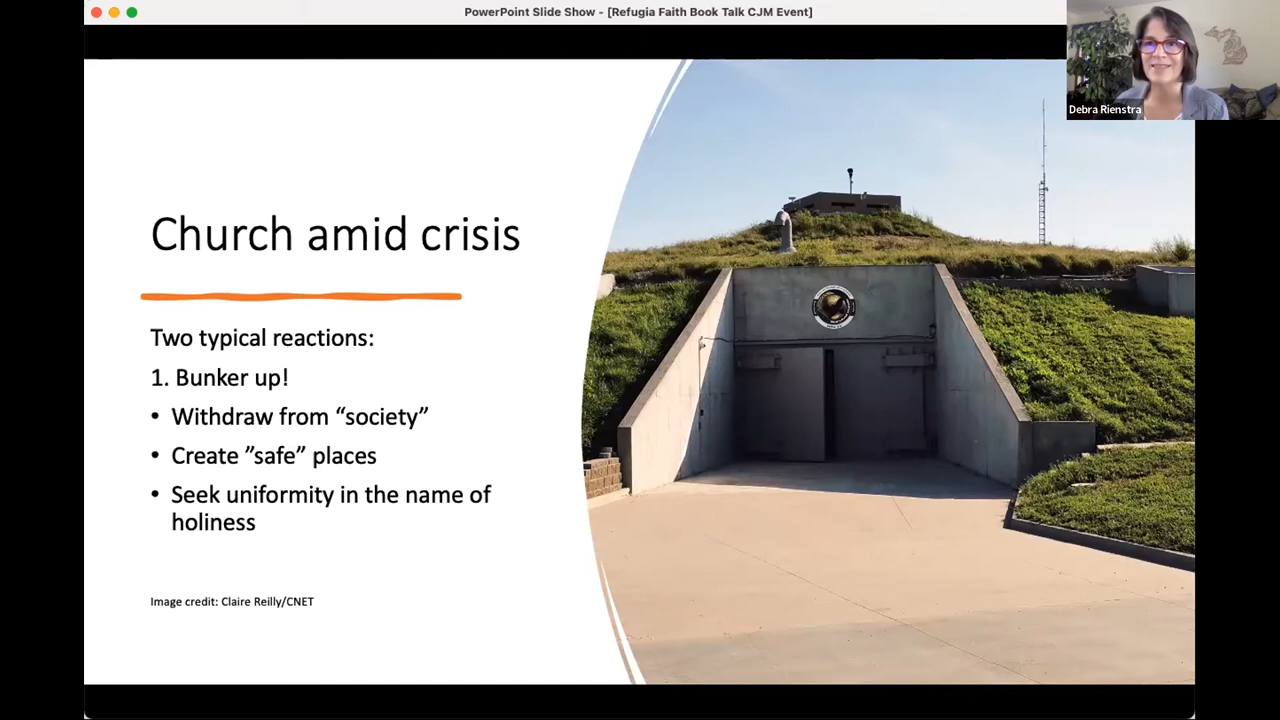 PowerPoint Slide Show - [Refugia Faith Book Talk CJM Event]
Debra Rienstra
Church amid crisis
Two typical reactions:
1. Bunker up!
• Withdraw from “society”
• Create ”safe” places
• Seek uniformity in the name of
holiness
Image credit: Claire Reilly/CNET